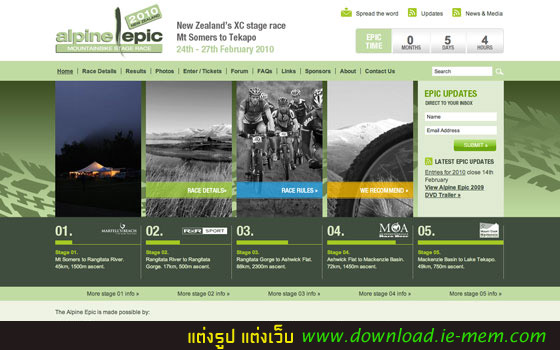 2010
NEW ZEALAND
alpine epic
MOUNTAINBIKE STAGE RACE
New Zealand's XC stage race
Mt Somers to Tekapo
24th - 27th February 2010
Spread the word
Updates
News & Media
EPIC TIME
0 MONTHS
5 DAYS
4 HOURS
Home | Race Details | Results | Photos | Enter / Tickets | Forum | FAQs | Links | Sponsors | About | Contact Us
Search
RACE DETAILS »
RACE RULES »
WE RECOMMEND »
EPIC UPDATES
DIRECT TO YOUR INBOX
Name
Email Address
SUBMIT »
LATEST EPIC UPDATES
Entries for 2010 close 14th
February
View Alpine Epic 2009
DVD Trailer »
01.
Stage 01.
Mt Somers to Rangitata River.
45km, 1500m ascent.
02.
R&R SPORT
Stage 02.
Rangitata River to Rangitata
Gorge. 17km, 500m ascent.
03.
Stage 03.
Rangitata Gorge to Ashwick Flat.
88km, 2300m ascent.
04.
MOA
Stage 04.
Ashwick Flat to Mackenzie Basin.
72km, 1450m ascent.
05.
Stage 05.
Mackenzie Basin to Lake Tekapo.
49km, 750m ascent.
More stage 01 info »
More stage 02 info »
More stage 03 info »
More stage 04 info »
More stage 05 info »
The Alpine Epic is made possible by:
แต่งรูป แต่งเว็บ www.download.ie-mem.com